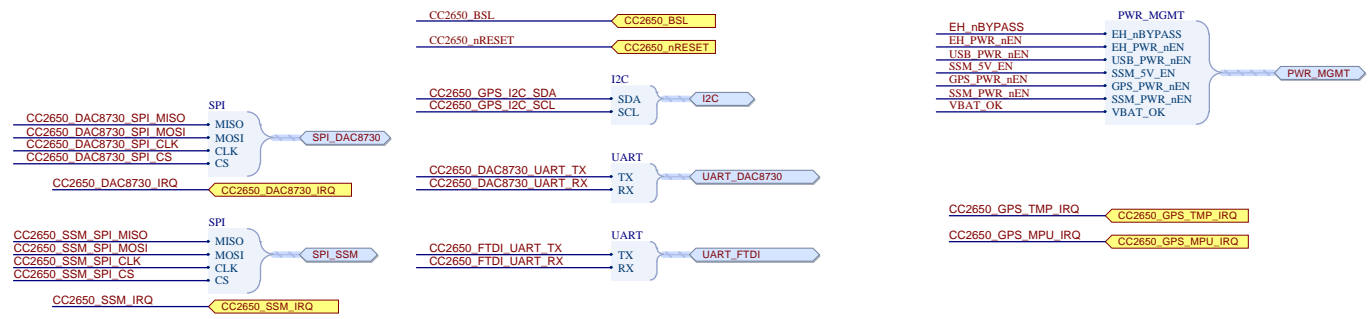 SPI
CC2650_DAC8730_SPI_MISO MISO
CC2650_DAC8730_SPI_MOSI MOSI SPI_DAC8730
CC2650_DAC8730_SPI_CLK CLK
CC2650_DAC8730_SPI_CS CS
CC2650_DAC8730_IRQ CC2650_DAC8730_IRQ
SPI
CC2650_SSM_SPI_MISO MISO
CC2650_SSM_SPI_MOSI MOSI SPI_SSM
CC2650_SSM_SPI_CLK CLK
CC2650_SSM_SPI_CS CS
CC2650_SSM_IRQ CC2650_SSM_IRQ
CC2650_BSL CC2650_BSL
CC2650_nRESET CC2650_nRESET
I2C
CC2650_GPS_I2C_SDA SDA I2C
CC2650_GPS_I2C_SCL SCL
UART
CC2650_DAC8730_UART_TX TX UART_DAC8730
CC2650_DAC8730_UART_RX RX
UART
CC2650_FTDI_UART_TX TX UART_FTDI
CC2650_FTDI_UART_RX RX
PWR_MGMT
EH_nBYPASS EH_nBYPASS
EH_PWR_nEN EH_PWR_nEN
USB_PWR_nEN USB_PWR_nEN
SSM_5V_EN SSM_5V_EN PWR_MGMT
GPS_PWR_nEN GPS_PWR_nEN
SSM_PWR_nEN SSM_PWR_nEN
VBAT_OK VBAT_OK
CC2650_GPS_TMP_IRQ CC2650_GPS_TMP_IRQ
CC2650_GPS_MPU_IRQ CC2650_GPS_MPU_IRQ